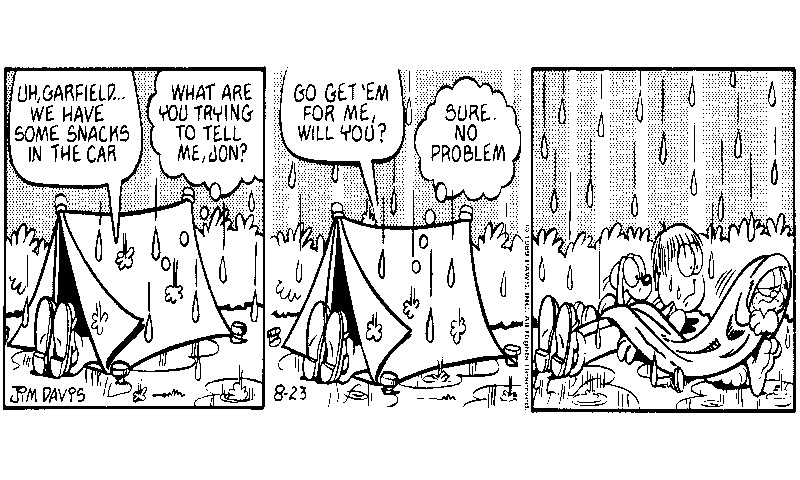 UH, GARFIELD...
WE HAVE
SOME SNACKS
IN THE CAR
WHAT ARE
YOU TRYING
TO TELL
ME, JON?
JIM DAVIS
GO GET 'EM
FOR ME,
WILL YOU?
SURE.
NO
PROBLEM
8-23